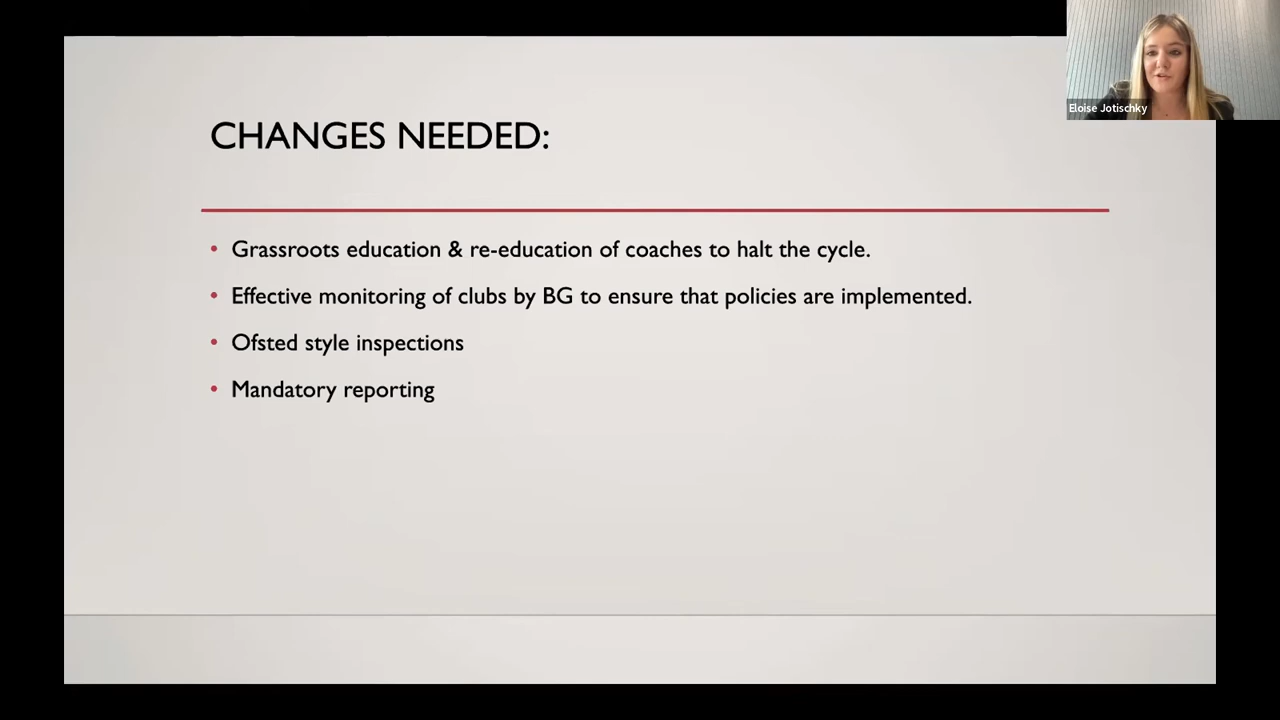 CHANGES NEEDED:
Grassroots education & re-education of coaches to halt the cycle.
Effective monitoring of clubs by BG to ensure that policies are implemented.
Ofsted style inspections
Mandatory reporting
Eloise Jotischky